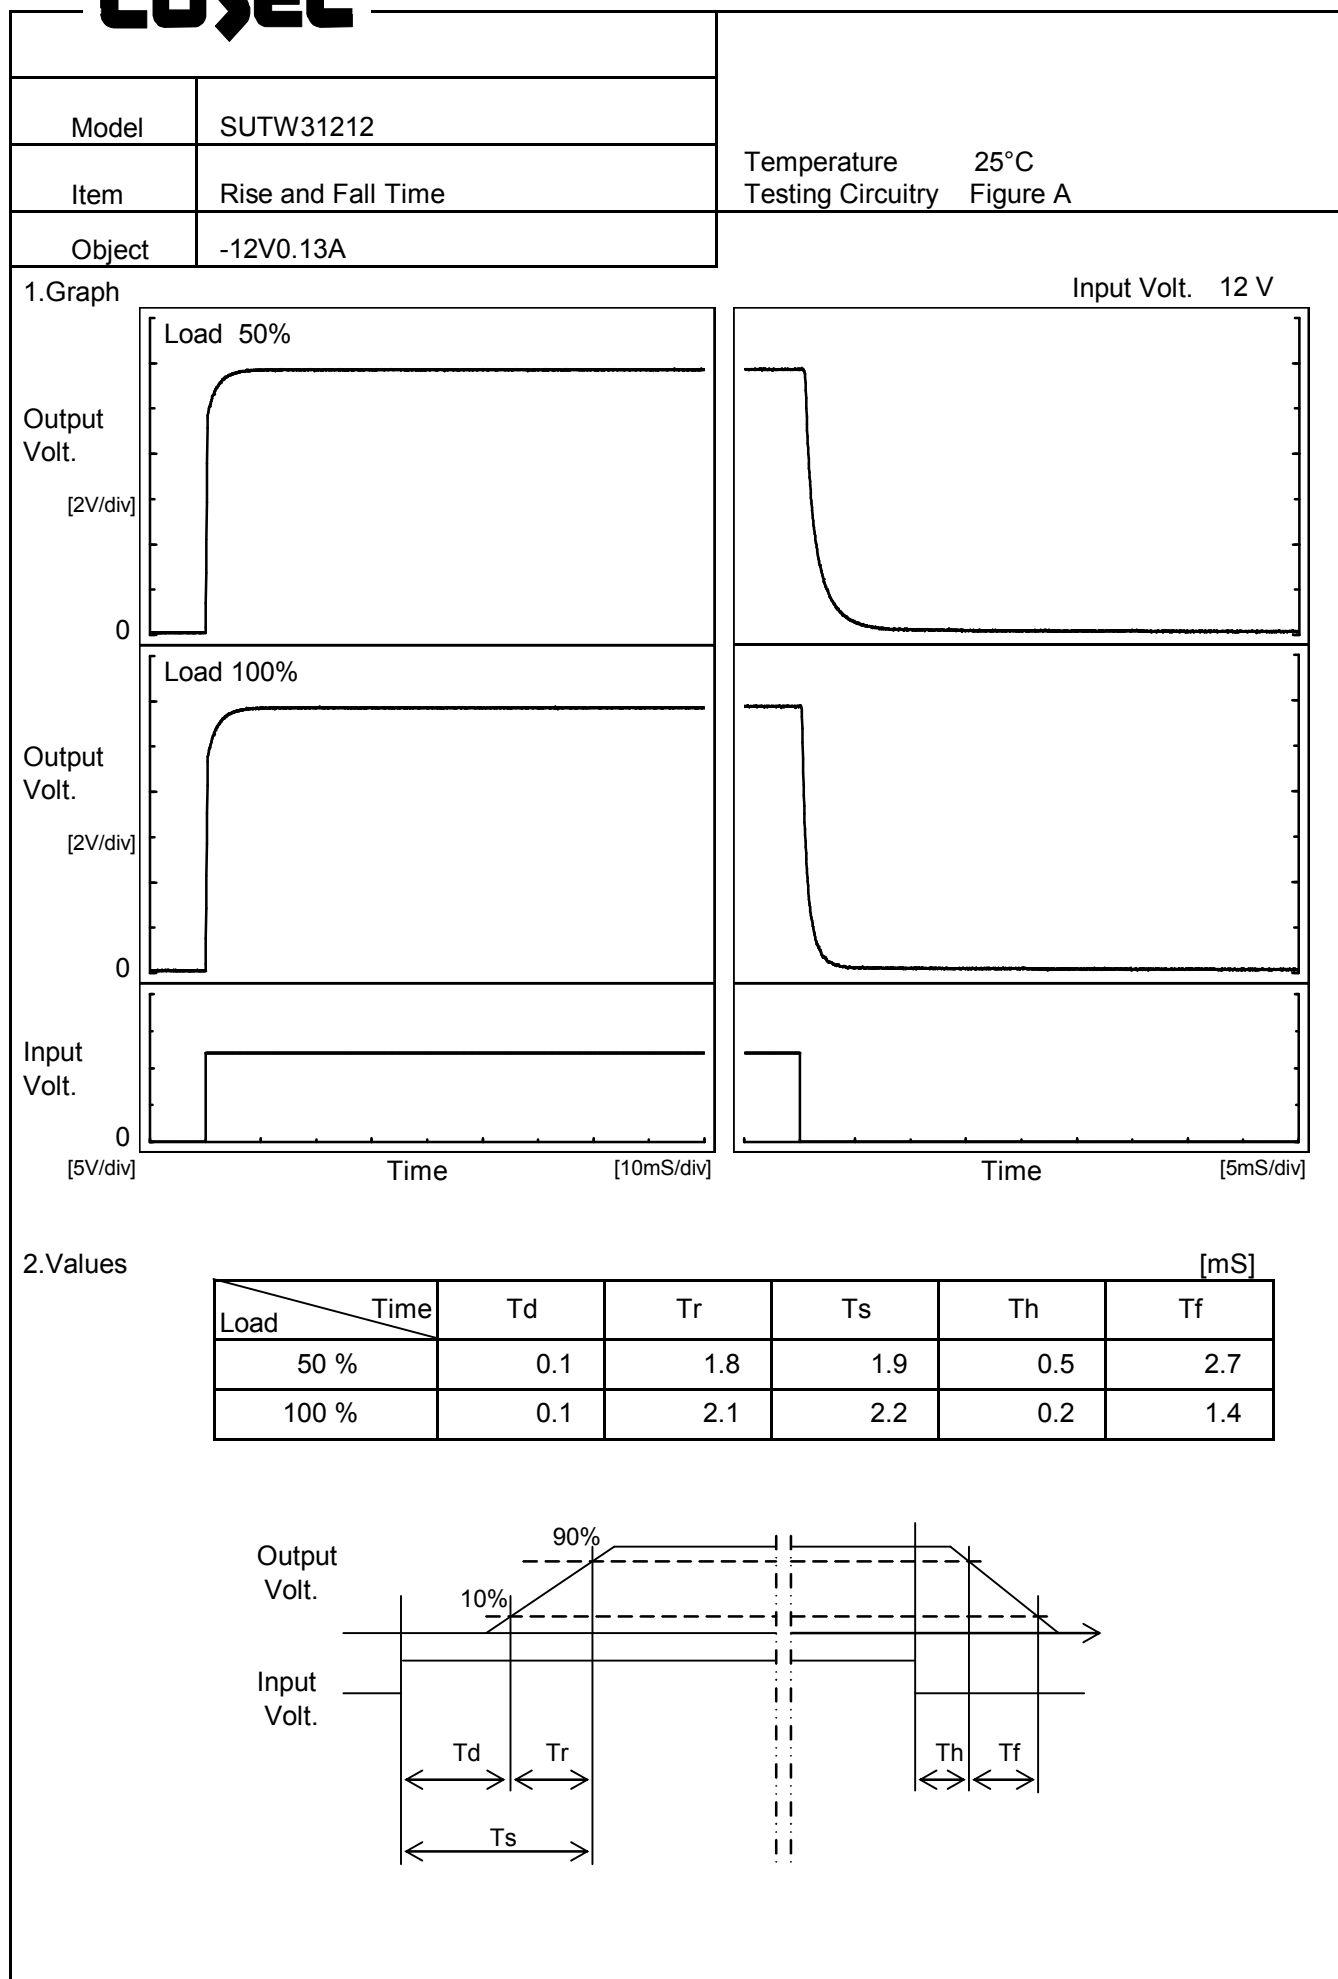 COSEL
Model SUTW31212
Item Rise and Fall Time
Temperature 25°C
Testing Circuitry Figure A
Object -12V0.13A
1.Graph
Input Volt. 12 V
Load 50%
Output
Volt.
[2V/div]
0
Load 100%
Output
Volt.
[2V/div]
0
Input
Volt.
0
[5V/div] Time [10mS/div] Time [5mS/div]
2.Values [mS]
Time
Load
Td Tr Ts Th Tf
50 % 0.1 1.8 1.9 0.5 2.7
100 % 0.1 2.1 2.2 0.2 1.4
90%
Output
Volt.
10%
Input
Volt.
Td Tr Th Tf
Ts